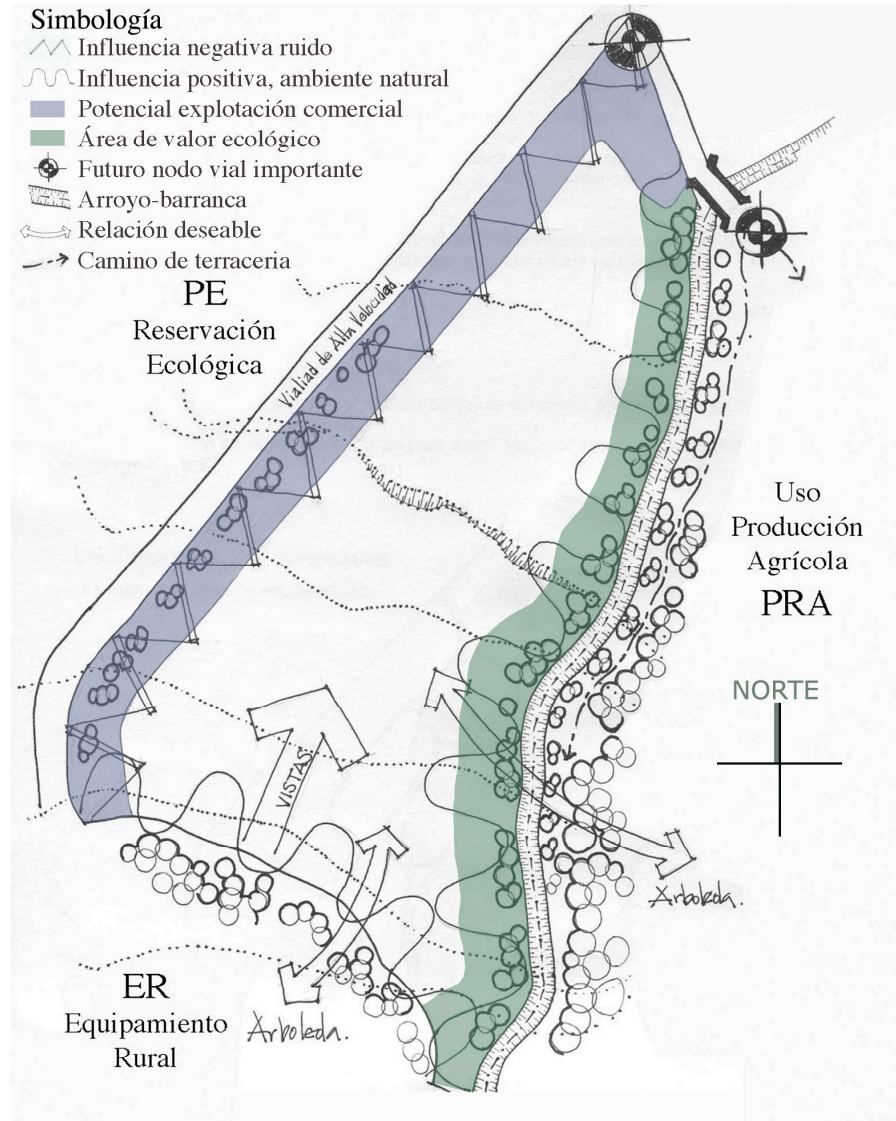 Simbología
Influencia negativa ruido
Influencia positiva, ambiente natural
Potencial explotación comercial
Área de valor ecológico
Futuro nodo vial importante
Arroyo-barranca
Relación deseable
Camino de terraceria
PE
Reservación
Ecológica
Vialiad de Alta Velocidad
Uso
Producción
Agrícola
PRA
NORTE
VISTAS
Arboleda.
ER
Equipamiento
Rural
Arboleda.